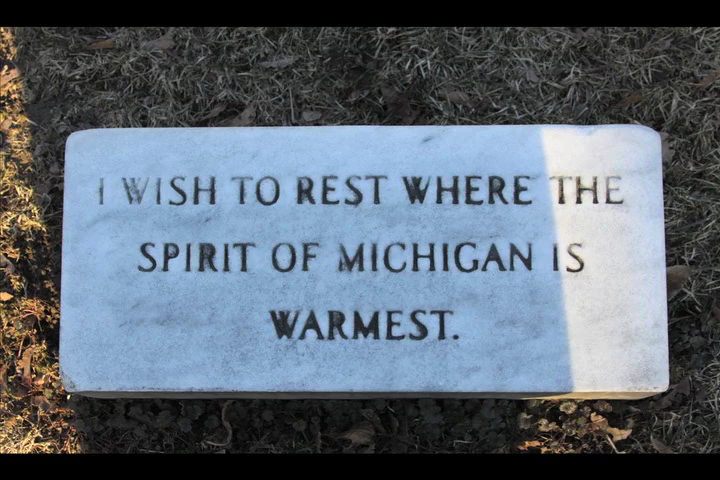 I WISH TO REST WHERE THE
SPIRIT OF MICHIGAN IS
WARMEST.